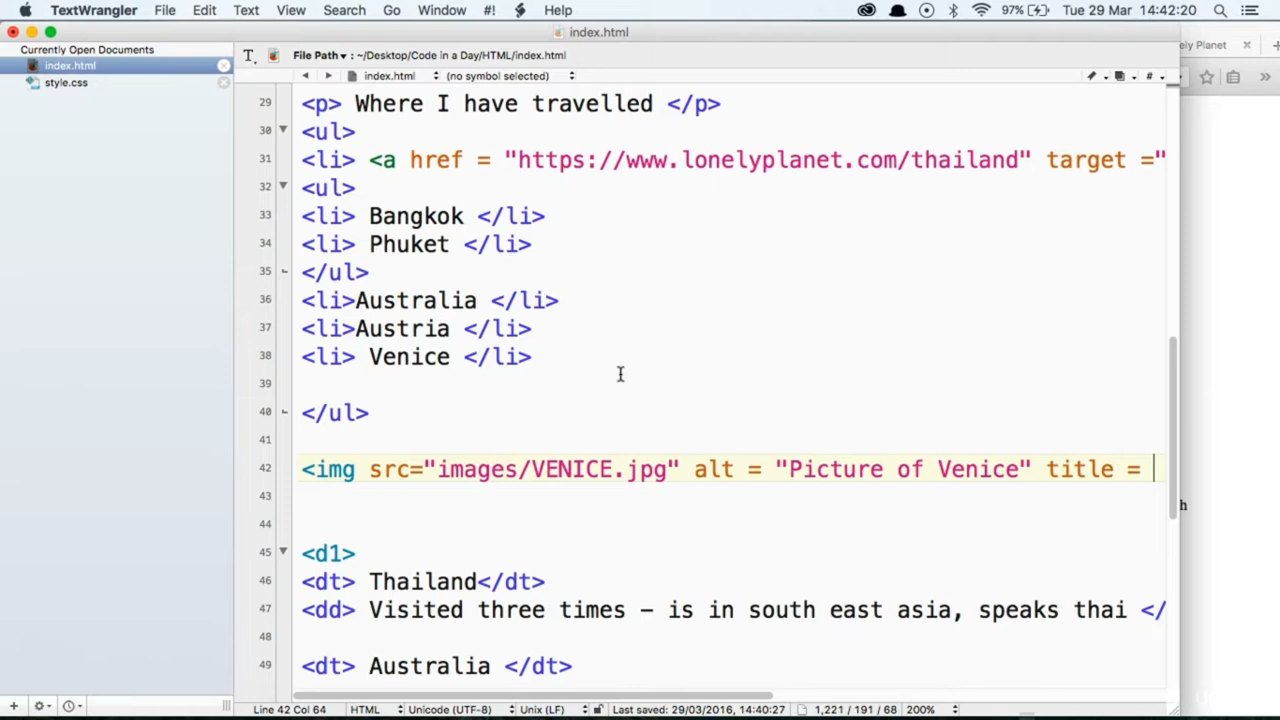 TextWrangler File Edit Text View Search Go Window #! Help 97% Tue 29 Mar 14:42:20
index.html
Currently Open Documents
index.html
style.css
File Path ▾ : ~/Desktop/Code in a Day/HTML/index.html
index.html (no symbol selected)
ely Planet
29 <p> Where I have travelled </p>
30 <ul>
31 <li> <a href = "https://www.lonelyplanet.com/thailand" target ="
32 <ul>
33 <li> Bangkok </li>
34 <li> Phuket </li>
35 </ul>
36 <li>Australia </li>
37 <li>Austria </li>
38 <li> Venice </li>
39
40 </ul>
41
42 <img src="images/VENICE.jpg" alt = "Picture of Venice" title =
43
44
45 <d1>
46 <dt> Thailand</dt>
47 <dd> Visited three times – is in south east asia, speaks thai </
48
49 <dt> Australia </dt>
h
Line 42 Col 64 HTML Unicode (UTF-8) Unix (LF) Last saved: 29/03/2016, 14:40:27 1,221 / 191 / 68 200%